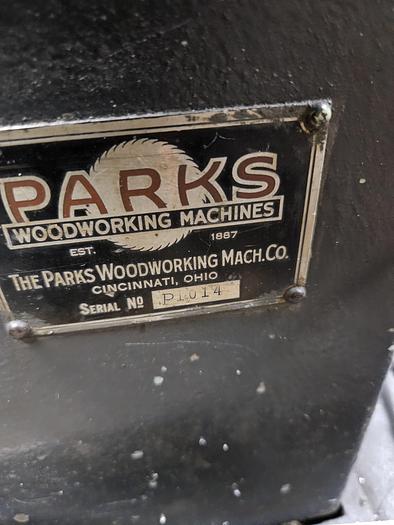 PARKS
WOODWORKING MACHINES
EST. 1887
THE PARKS WOODWORKING MACH. CO.
CINCINNATI, OHIO
SERIAL NO P1014